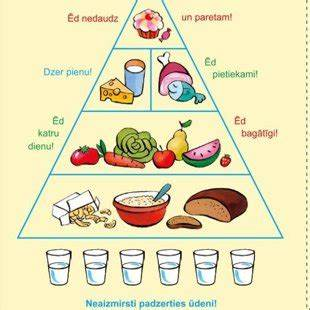 Ēd nedaudz
un paretam!
Dzer pienu!
Ēd
pietiekami!
Ēd
katru
dienu!
Ēd
bagātīgi!
Neaizmirsti padzerties ūdeni!